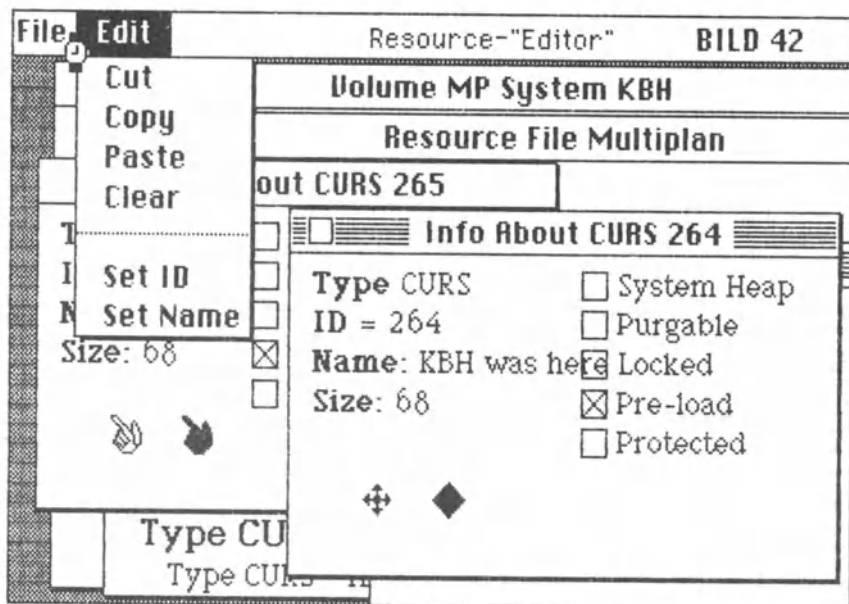 File Edit Resource-"Editor" BILD 42
Cut
Copy
Paste
Clear
Set ID
Set Name
Volume MP System KBH
Resource File Multiplan
out CURS 265
Size: 68
Info About CURS 264
Type CURS
ID = 264
Name: KBH was here
Size: 68
System Heap
Purgable
Locked
Pre-load
Protected
Type CU
Type CURS